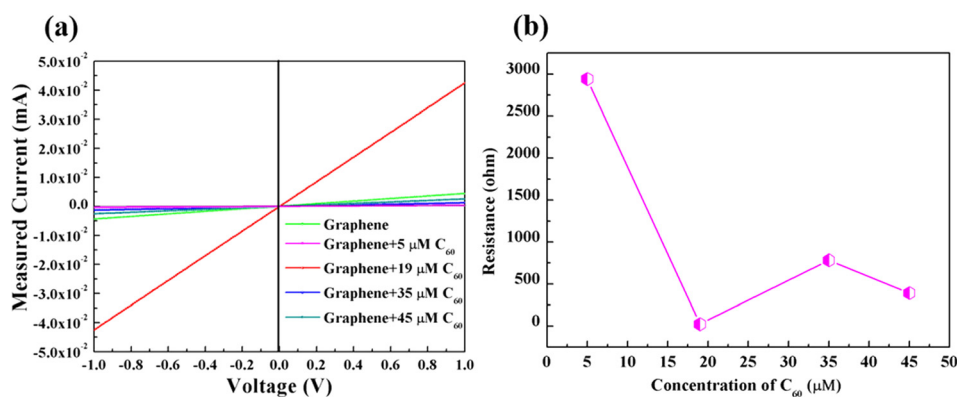 (a)
Measured Current (mA)
5.0x10⁻²
4.0x10⁻²
3.0x10⁻²
2.0x10⁻²
1.0x10⁻²
0.0
-1.0x10⁻²
-2.0x10⁻²
-3.0x10⁻²
-4.0x10⁻²
-5.0x10⁻²
Graphene
Graphene+5 μM C₆₀
Graphene+19 μM C₆₀
Graphene+35 μM C₆₀
Graphene+45 μM C₆₀
-1.0 -0.8 -0.6 -0.4 -0.2 0.0 0.2 0.4 0.6 0.8 1.0
Voltage (V)
(b)
Resistance (ohm)
3000
2500
2000
1500
1000
500
0
0 5 10 15 20 25 30 35 40 45 50
Concentration of C₆₀ (μM)